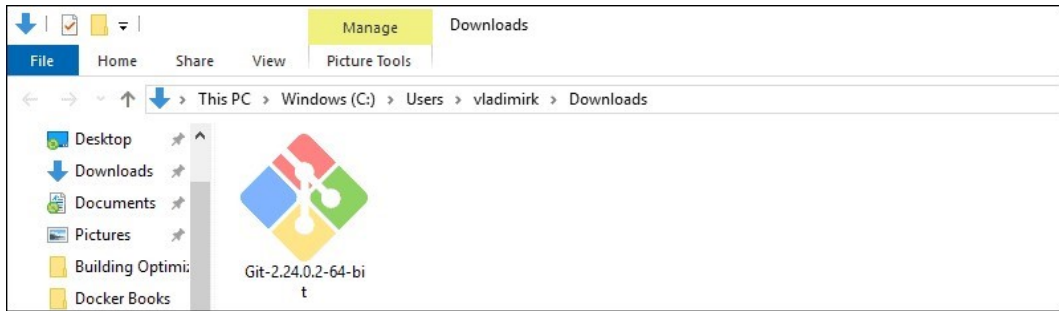 Manage Downloads
File Home Share View Picture Tools
This PC > Windows (C:) > Users > vladimirk > Downloads
Desktop
Downloads
Documents
Pictures
Building Optimiz
Docker Books
Git-2.24.0.2-64-bi
t